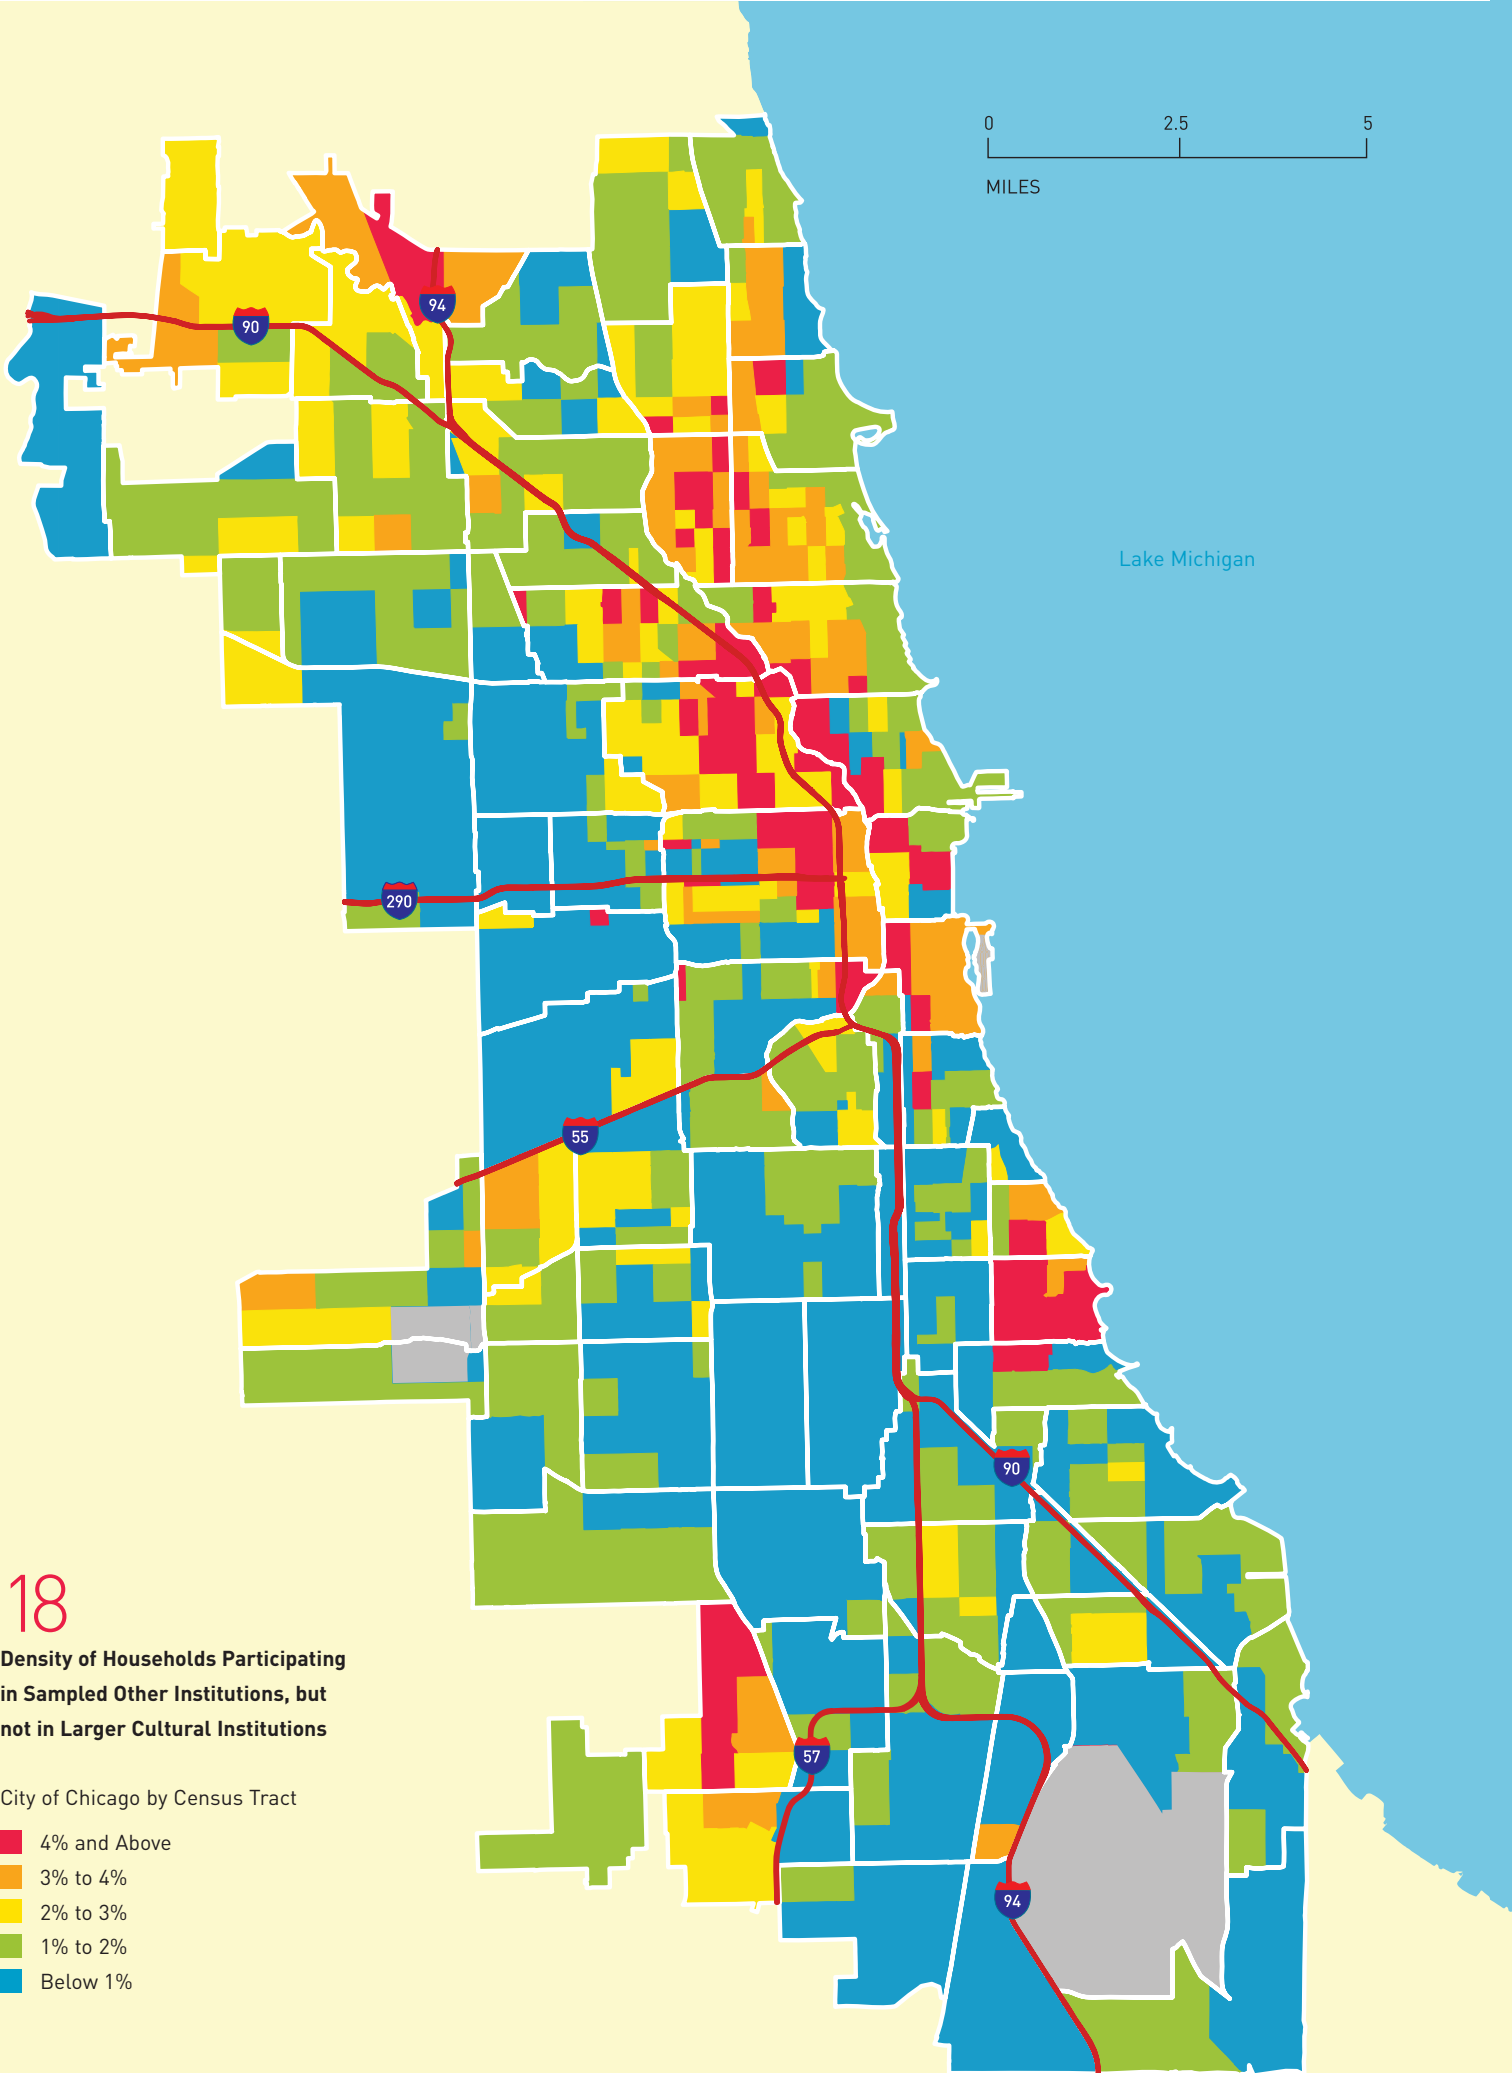 0 2.5 5
MILES
94
90
Lake Michigan
290
55
90
18
Density of Households Participating
in Sampled Other Institutions, but
not in Larger Cultural Institutions
57
City of Chicago by Census Tract
4% and Above
3% to 4%
94
2% to 3%
1% to 2%
Below 1%